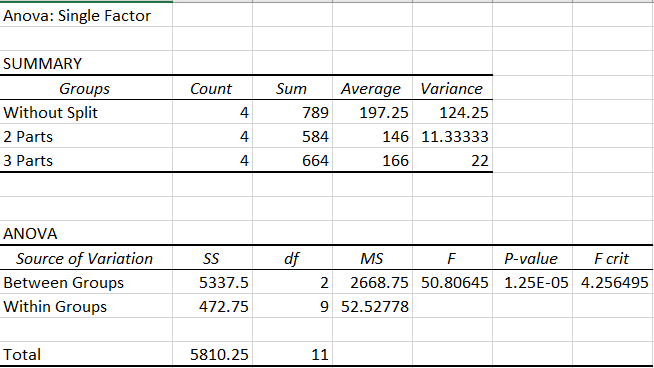 Anova: Single Factor
SUMMARY
Groups Count Sum Average Variance
Without Split 4 789 197.25 124.25
2 Parts 4 584 146 11.33333
3 Parts 4 664 166 22
ANOVA
Source of Variation SS df MS F P-value F crit
Between Groups 5337.5 2 2668.75 50.80645 1.25E-05 4.256495
Within Groups 472.75 9 52.52778
Total 5810.25 11